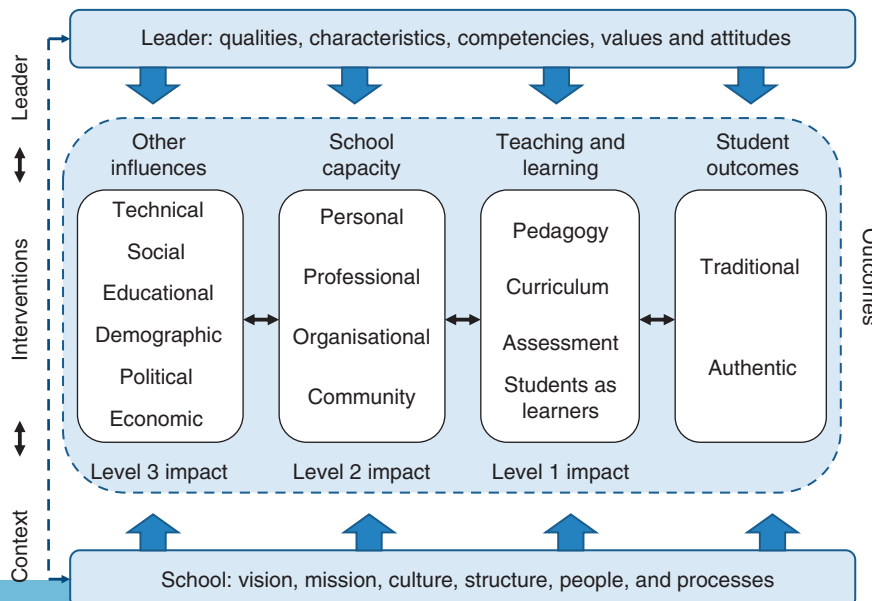 Leader: qualities, characteristics, competencies, values and attitudes
Leader
Interventions
Context
Outcomes
Other
influences
Technical
Social
Educational
Demographic
Political
Economic
Level 3 impact
School
capacity
Personal
Professional
Organisational
Community
Level 2 impact
Teaching and
learning
Pedagogy
Curriculum
Assessment
Students as
learners
Level 1 impact
Student
outcomes
Traditional
Authentic
School: vision, mission, culture, structure, people, and processes